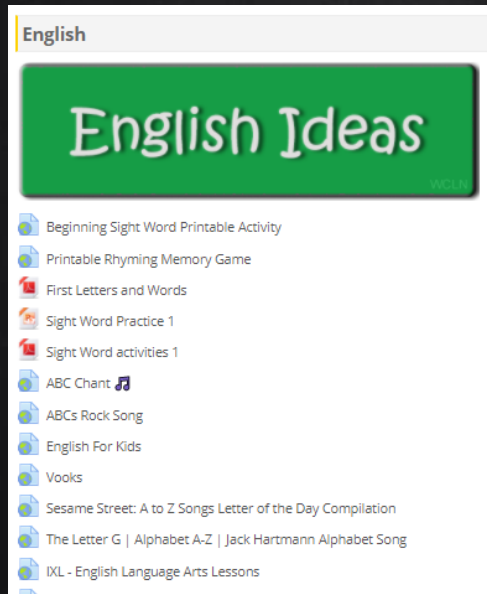 English
English Ideas
WCLN
Beginning Sight Word Printable Activity
Printable Rhyming Memory Game
First Letters and Words
Sight Word Practice 1
Sight Word activities 1
ABC Chant 🎵
ABCs Rock Song
English For Kids
Vooks
Sesame Street: A to Z Songs Letter of the Day Compilation
The Letter G | Alphabet A-Z | Jack Hartmann Alphabet Song
IXL - English Language Arts Lessons